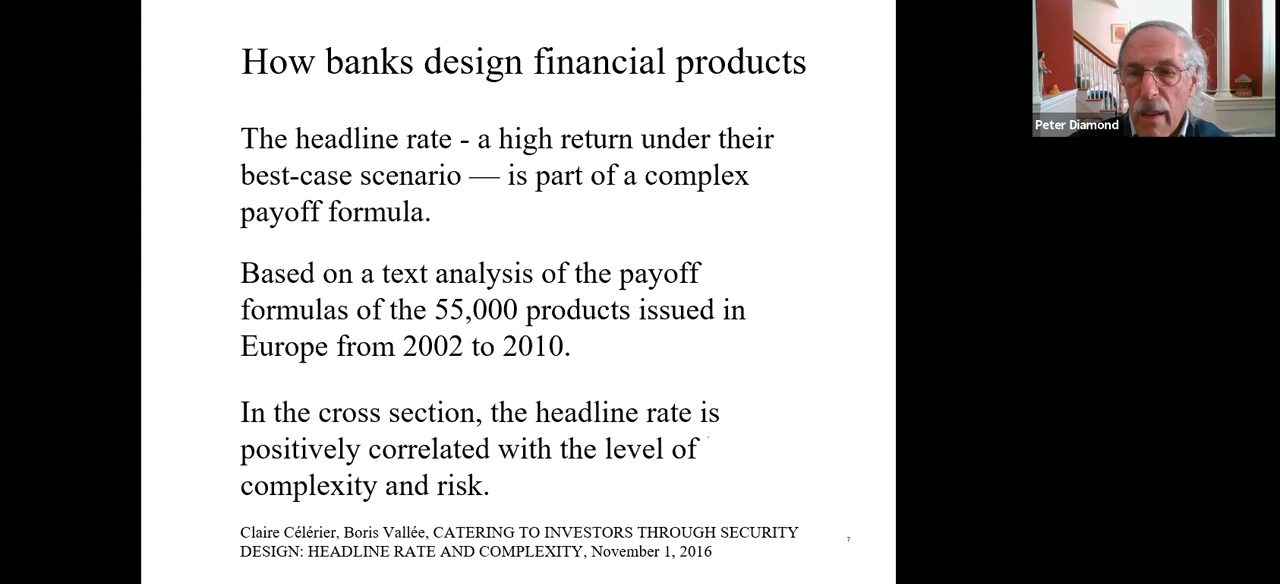 How banks design financial products
The headline rate - a high return under their
best-case scenario — is part of a complex
payoff formula.
Based on a text analysis of the payoff
formulas of the 55,000 products issued in
Europe from 2002 to 2010.
In the cross section, the headline rate is
positively correlated with the level of
complexity and risk.
Claire Célérier, Boris Vallée, CATERING TO INVESTORS THROUGH SECURITY
DESIGN: HEADLINE RATE AND COMPLEXITY, November 1, 2016
7
Peter Diamond